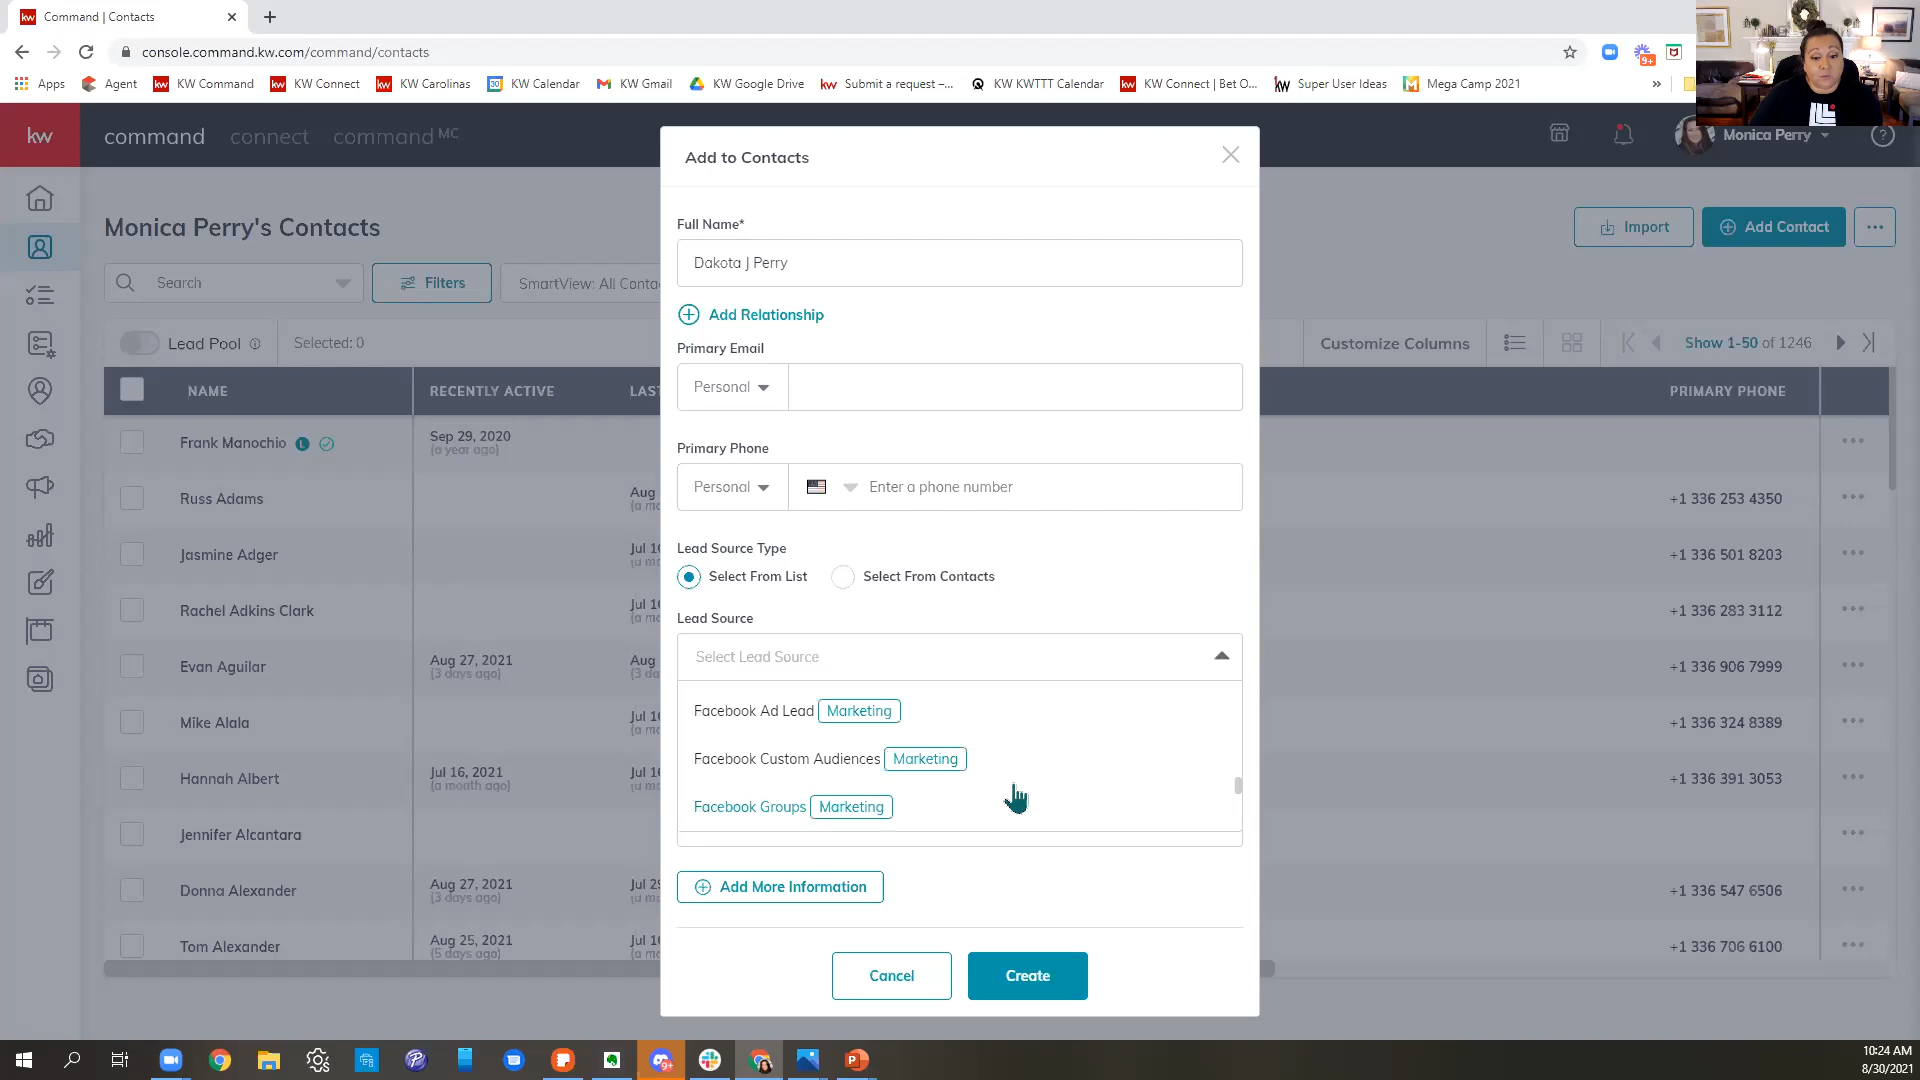 kw Command | Contacts
console.command.kw.com/command/contacts
Apps Agent KW Command KW Connect KW Carolinas KW Calendar KW Gmail KW Google Drive Submit a request –... KW KWTTT Calendar KW Connect | Bet O... Super User Ideas Mega Camp 2021 »
kw command connect command MC Monica Perry
Monica Perry's Contacts
Import
Add Contact
Search
Filters
SmartView: All Conta
Lead Pool
Selected: 0
Customize Columns
Show 1-50 of 1246
NAME RECENTLY ACTIVE LAS PRIMARY PHONE
Frank Manochio L Sep 29, 2020
(a year ago)
Russ Adams Aug +1 336 253 4350
Jasmine Adger Jul 16 +1 336 501 8203
Rachel Adkins Clark Jul 16 +1 336 283 3112
Evan Aguilar Aug 27, 2021 Aug +1 336 906 7999
(3 days ago) (3 da
Mike Alala Jul 16 +1 336 324 8389
Hannah Albert Jul 16, 2021 Jul 16 +1 336 391 3053
(a month ago)
Jennifer Alcantara
Donna Alexander Aug 27, 2021 Jul 29 +1 336 547 6506
(3 days ago)
Tom Alexander Aug 25, 2021 Jul 16 +1 336 706 6100
(5 days ago)
Add to Contacts
Full Name*
Dakota J Perry
Add Relationship
Primary Email
Personal
Primary Phone
Personal Enter a phone number
Lead Source Type
Select From List Select From Contacts
Lead Source
Select Lead Source
Facebook Ad Lead Marketing
Facebook Custom Audiences Marketing
Facebook Groups Marketing
Add More Information
Cancel Create
10:24 AM
8/30/2021